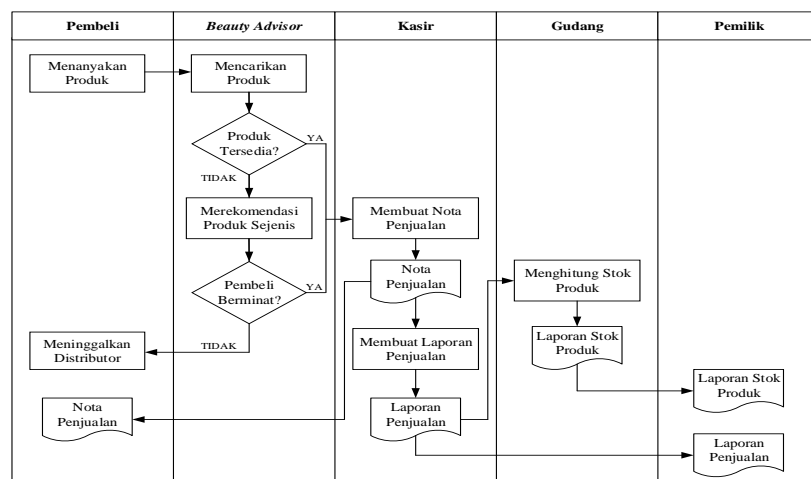 Pembeli
Beauty Advisor
Kasir
Gudang
Pemilik
Menanyakan
Produk
Mencarikan
Produk
Produk
Tersedia?
YA
TIDAK
Merekomendasi
Produk Sejenis
Membuat Nota
Penjualan
Pembeli
Berminat?
YA
TIDAK
Nota
Penjualan
Menghitung Stok
Produk
Meninggalkan
Distributor
Membuat Laporan
Penjualan
Laporan Stok
Produk
Laporan Stok
Produk
Nota
Penjualan
Laporan
Penjualan
Laporan
Penjualan